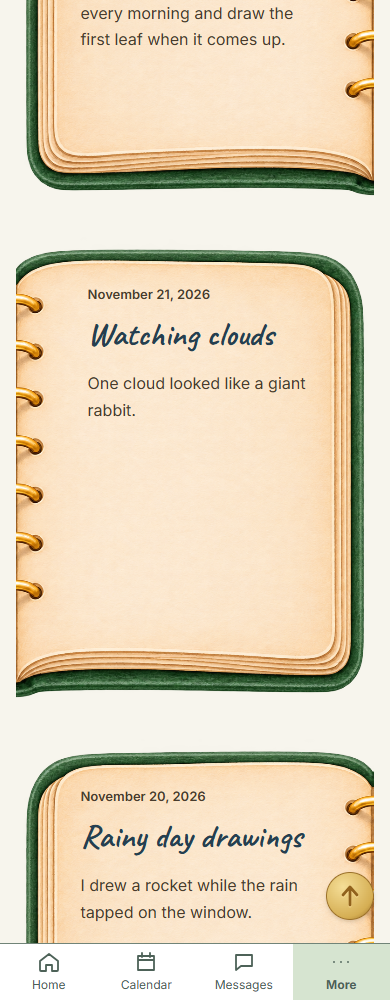 every morning and draw the
first leaf when it comes up.
November 21, 2026
Watching clouds
One cloud looked like a giant
rabbit.
November 20, 2026
Rainy day drawings
I drew a rocket while the rain
tapped on the window.
Home
Calendar
Messages
More